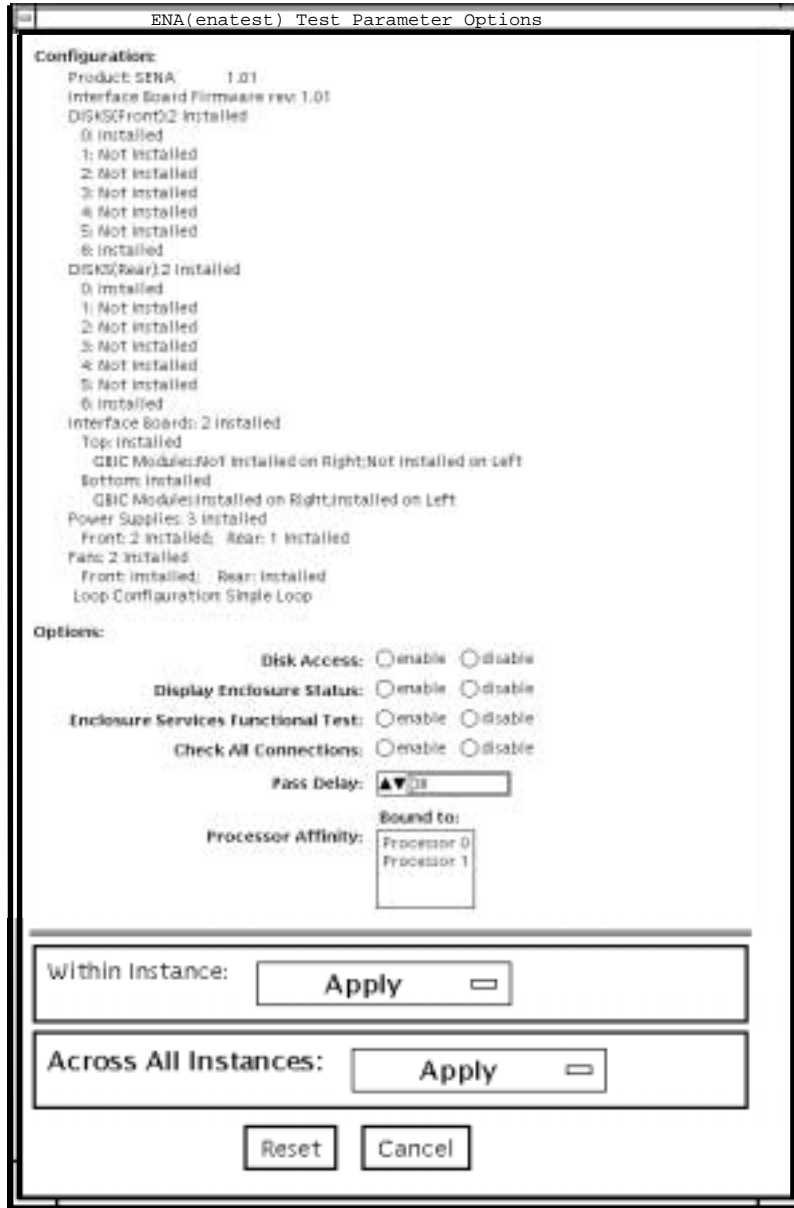 ENA(enatest) Test Parameter Options
Configuration:
Product: SENA 1.01
Interface Board Firmware rev: 1.01
DISKS(Front):2 Installed
0: Installed
1: Not Installed
2: Not Installed
3: Not Installed
4: Not Installed
5: Not Installed
6: Installed
DISKS(Rear):2 Installed
0: Installed
1: Not Installed
2: Not Installed
3: Not Installed
4: Not Installed
5: Not Installed
6: Installed
Interface Boards: 2 Installed
Top: Installed
GBIC Modules:Not Installed on Right;Not Installed on Left
Bottom: Installed
GBIC Modules:Installed on Right;Installed on Left
Power Supplies: 3 Installed
Front: 2 Installed; Rear: 1 Installed
Fans: 2 Installed
Front: Installed; Rear: Installed
Loop Configuration: Single Loop
Options:
Disk Access: enable disable
Display Enclosure Status: enable disable
Enclosure Services Functional Test: enable disable
Check All Connections: enable disable
Pass Delay:
Bound to:
Processor Affinity:
Processor 0
Processor 1
Within Instance: Apply
Across All Instances: Apply
Reset Cancel